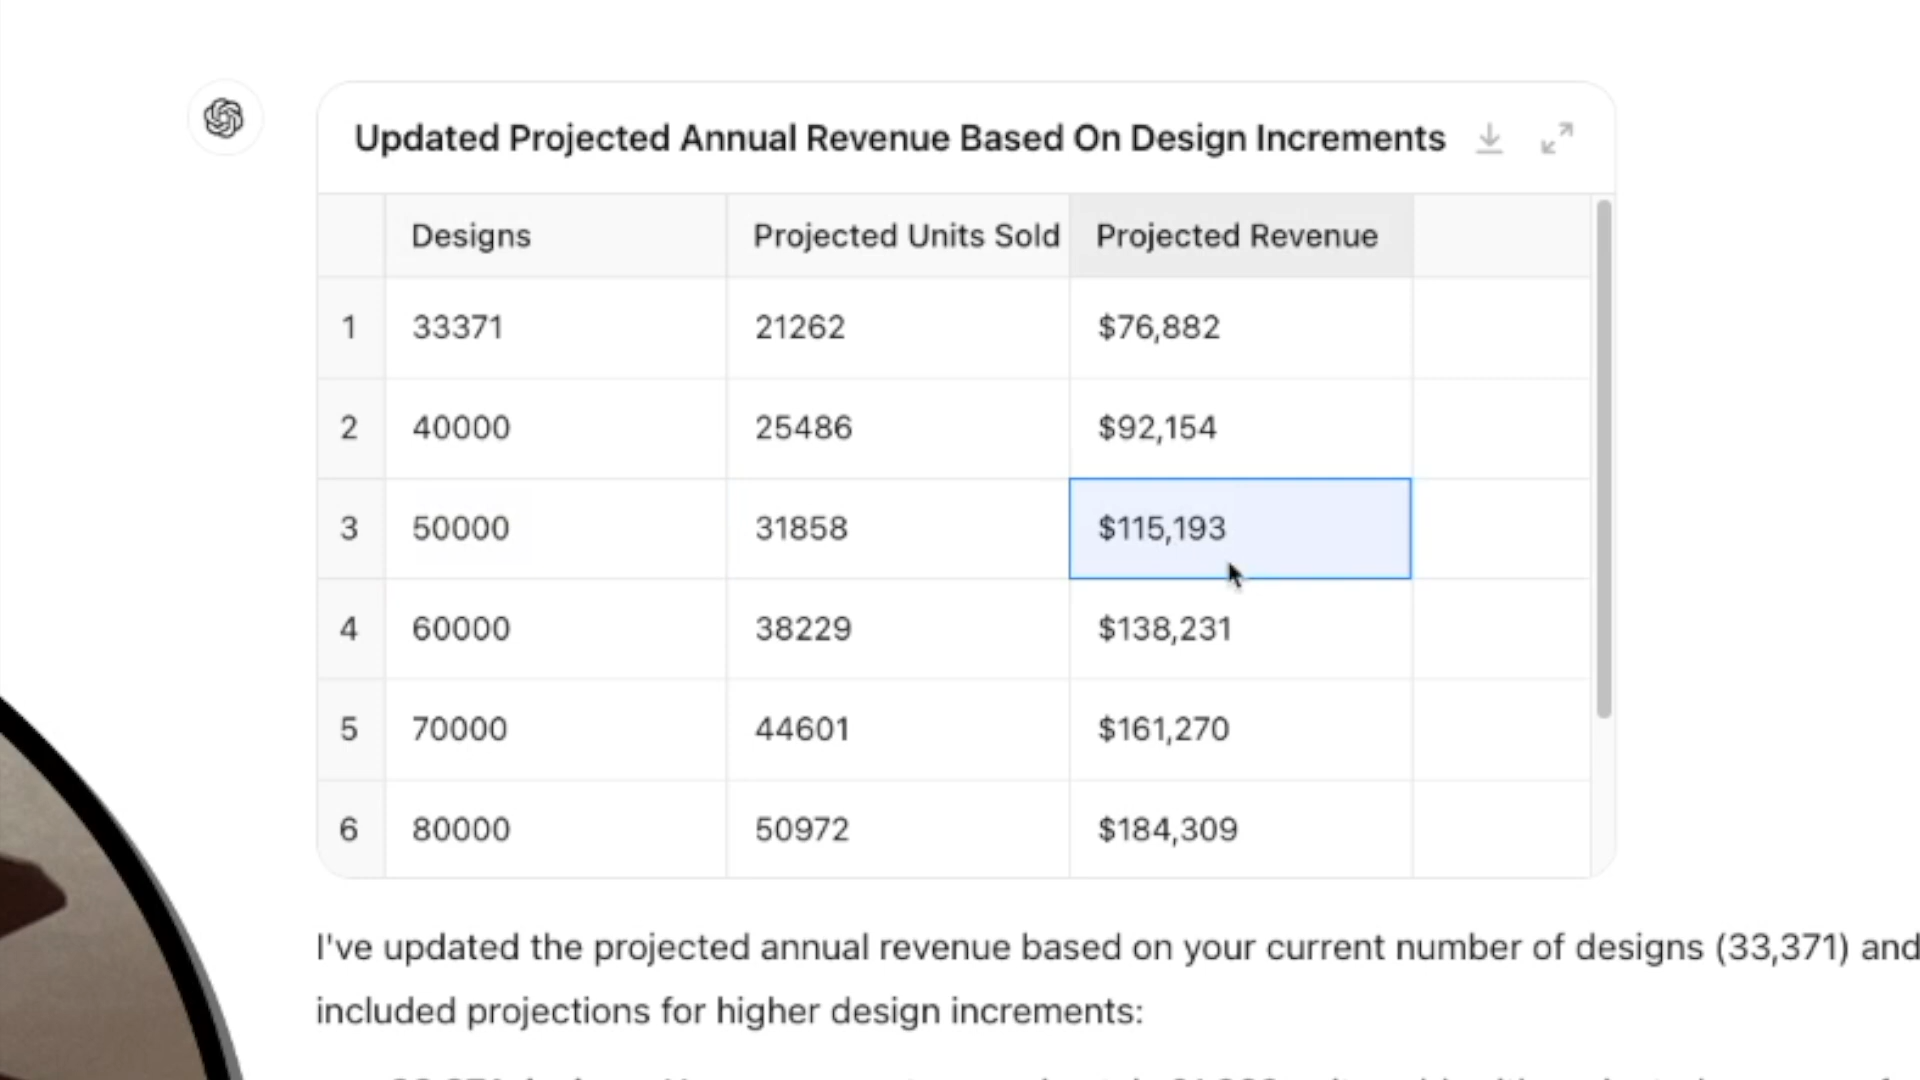 Updated Projected Annual Revenue Based On Design Increments
Designs Projected Units Sold Projected Revenue
1 33371 21262 $76,882
2 40000 25486 $92,154
3 50000 31858 $115,193
4 60000 38229 $138,231
5 70000 44601 $161,270
6 80000 50972 $184,309
I've updated the projected annual revenue based on your current number of designs (33,371) and
included projections for higher design increments: